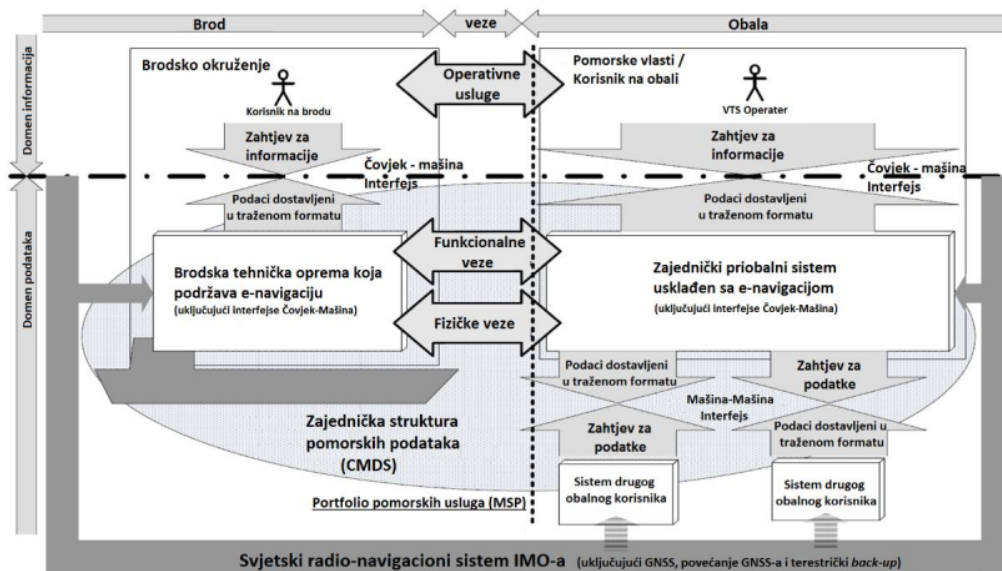 Brod
veze
Obala
Domen informacija
Domen podataka
Brodsko okruženje
Korisnik na brodu
Operativne
usluge
Pomorske vlasti /
Korisnik na obali
VTS Operater
Zahtjev za
informacije
Čovjek - mašina
Interfejs
Zahtjev za
informacije
Čovjek - mašina
Interfejs
Podaci dostavljeni
u traženom formatu
Podaci dostavljeni
u traženom formatu
Brodska tehnička oprema koja
podržava e-navigaciju
(uključujući interfejse Čovjek-Mašina)
Funkcionalne
veze
Fizičke veze
Zajednički priobalni sistem
usklađen sa e-navigacijom
(uključujući interfejse Čovjek-Mašina)
Podaci dostavljeni
u traženom formatu
Zahtjev za
podatke
Mašina-Mašina
Interfejs
Zahtjev za
podatke
Podaci dostavljeni u
traženom formatu
Zajednička struktura
pomorskih podataka
(CMDS)
Portfolio pomorskih usluga (MSP)
Sistem drugog
obalnog korisnika
Sistem drugog
obalnog korisnika
Svjetski radio-navigacioni sistem IMO-a (uključujući GNSS, povećanje GNSS-a i terestrički back-up)